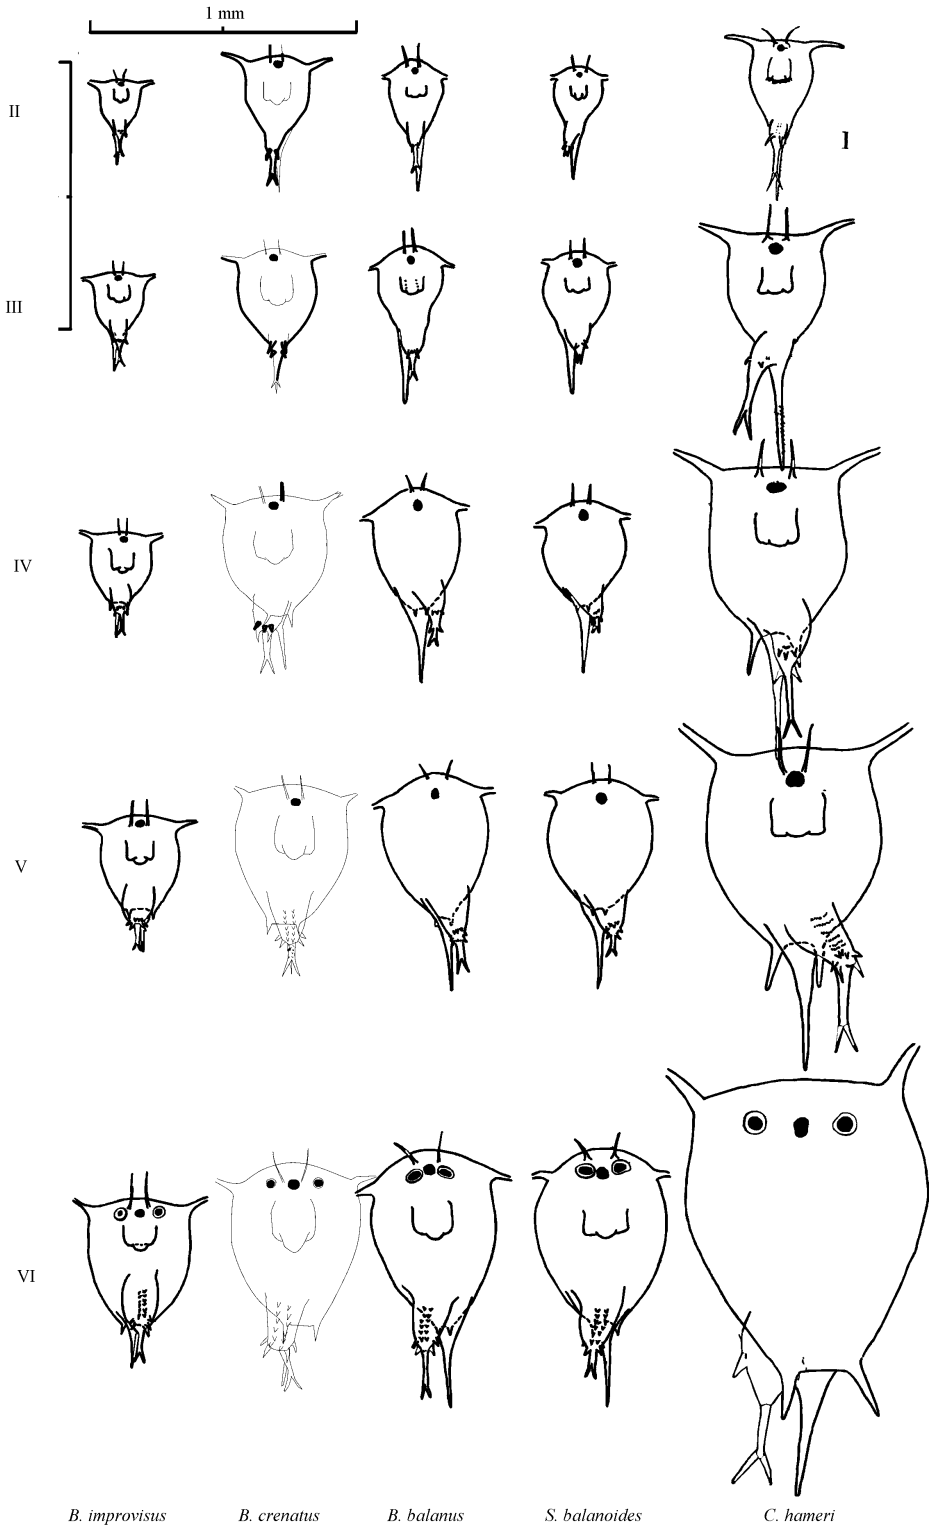 1 mm
II
III
IV
V
VI
B. improvisus B. crenatus B. balanus S. balanoides C. hameri